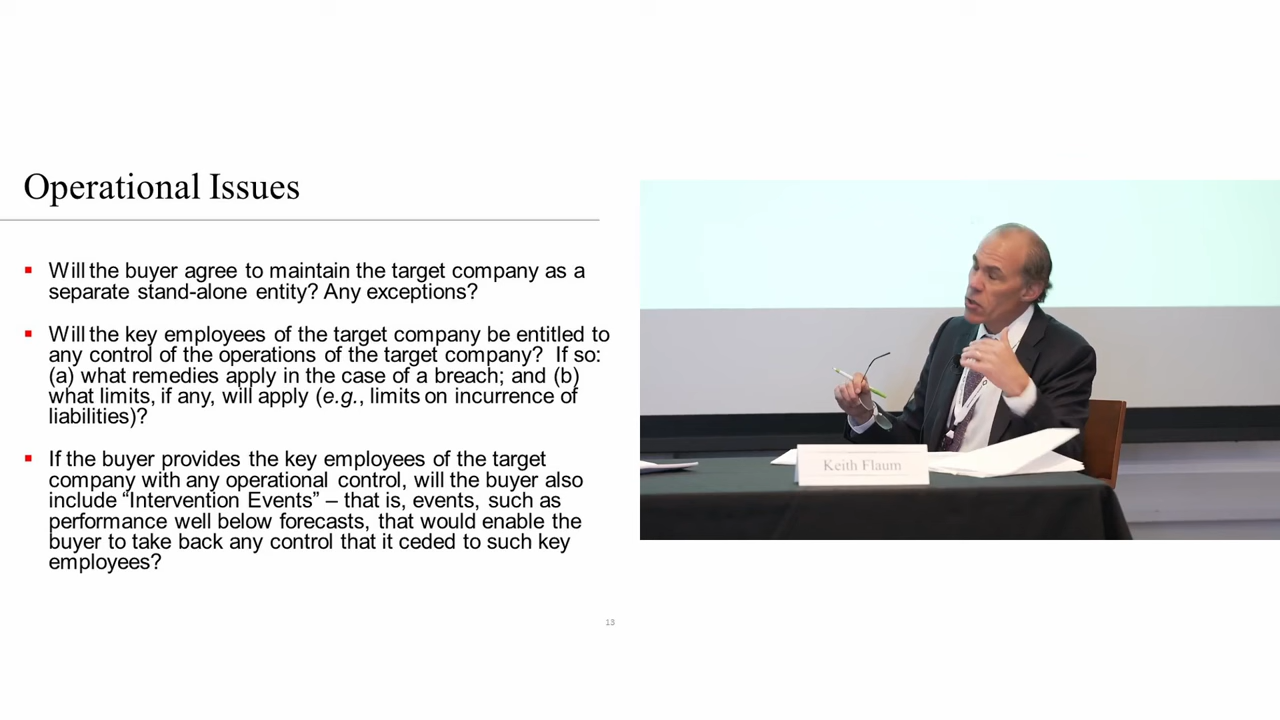 Operational Issues
Will the buyer agree to maintain the target company as a
separate stand-alone entity? Any exceptions?
Will the key employees of the target company be entitled to
any control of the operations of the target company? If so:
(a) what remedies apply in the case of a breach; and (b)
what limits, if any, will apply (e.g., limits on incurrence of
liabilities)?
If the buyer provides the key employees of the target
company with any operational control, will the buyer also
include “Intervention Events” – that is, events, such as
performance well below forecasts, that would enable the
buyer to take back any control that it ceded to such key
employees?
13
Keith Flaum